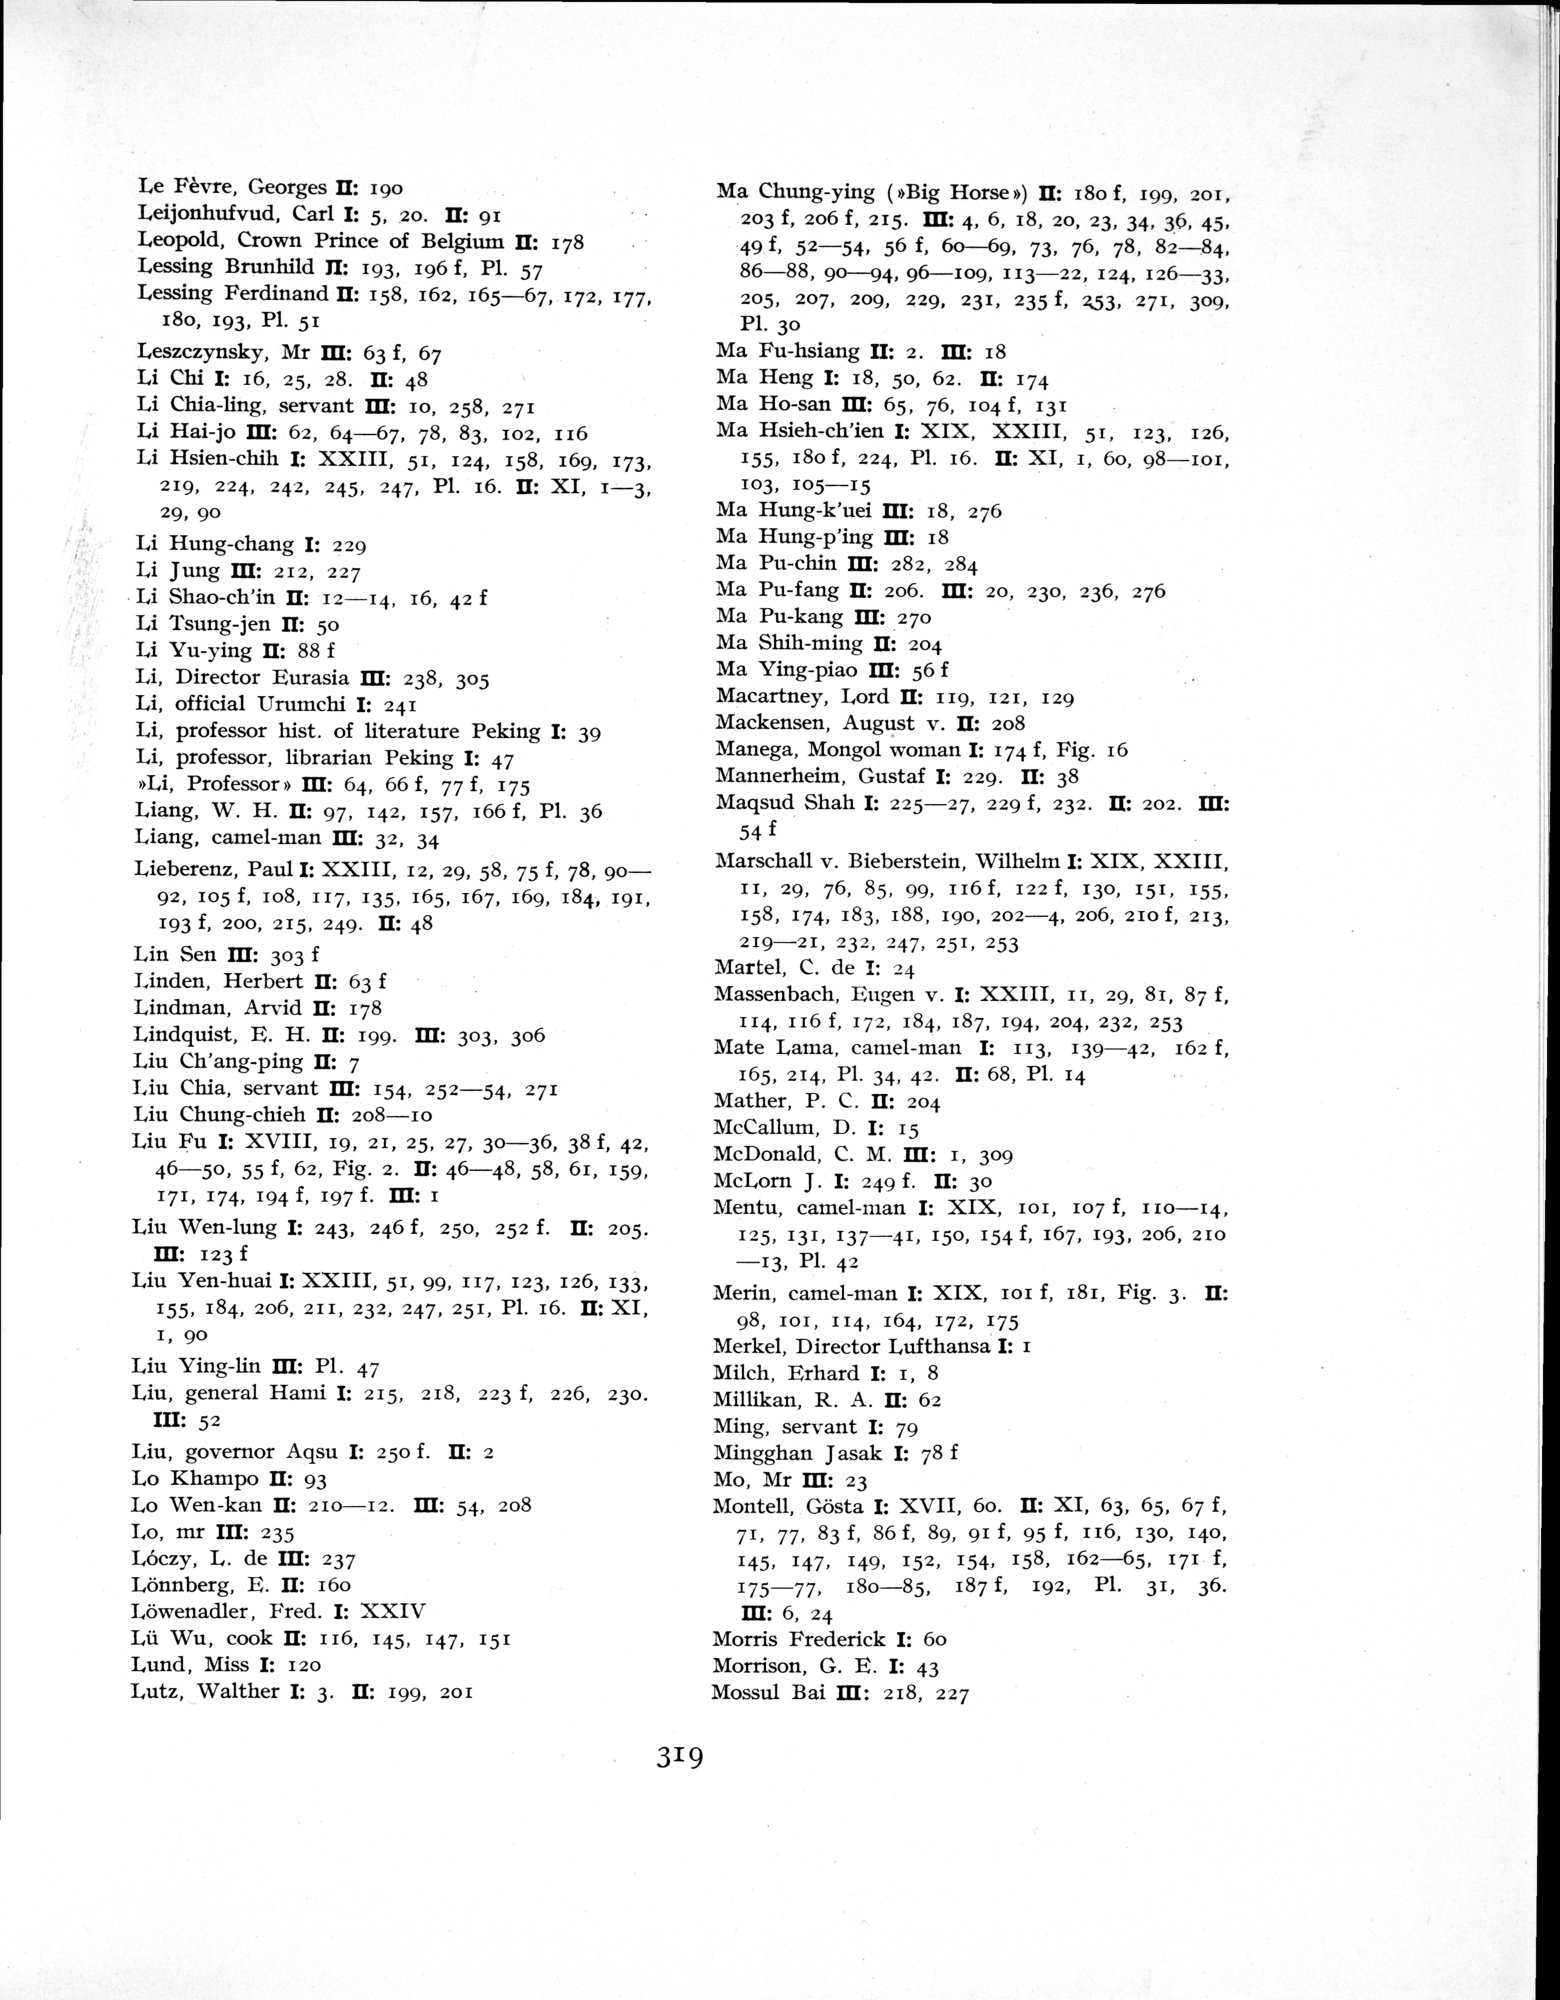 Le Fèvre, Georges II: 190
Leijonhufvud, Carl I: 5, 20. II: 91
Leopold, Crown Prince of Belgium II: 178
Lessing Brunhild II: 193, 196 f, Pl. 57
Lessing Ferdinand II: 158, 162, 165—67, 172, 177,
180, 193, Pl. 51
Leszczynsky, Mr III: 63 f, 67
Li Chi I: 16, 25, 28. II: 48
Li Chia-ling, servant III: 10, 258, 271
Li Hai-jo III: 62, 64—67, 78, 83, 102, 116
Li Hsien-chih I: XXIII, 51, 124, 158, 169, 173,
219, 224, 242, 245, 247, Pl. 16. II: XI, 1—3,
29, 90
Li Hung-chang I: 229
Li Jung III: 212, 227
Li Shao-ch'in II: 12—14, 16, 42 f
Li Tsung-jen II: 50
Li Yu-ying II: 88 f
Li, Director Eurasia III: 238, 305
Li, official Urumchi I: 241
Li, professor hist. of literature Peking I: 39
Li, professor, librarian Peking I: 47
»Li, Professor» III: 64, 66 f, 77 f, 175
Liang, W. H. II: 97, 142, 157, 166 f, Pl. 36
Liang, camel-man III: 32, 34
Lieberenz, Paul I: XXIII, 12, 29, 58, 75 f, 78, 90—
92, 105 f, 108, 117, 135, 165, 167, 169, 184, 191,
193 f, 200, 215, 249. II: 48
Lin Sen III: 303 f
Linden, Herbert II: 63 f
Lindman, Arvid II: 178
Lindquist, E. H. II: 199. III: 303, 306
Liu Ch'ang-ping II: 7
Liu Chia, servant III: 154, 252—54, 271
Liu Chung-chieh II: 208—10
Liu Fu I: XVIII, 19, 21, 25, 27, 30—36, 38 f, 42,
46—50, 55 f, 62, Fig. 2. II: 46—48, 58, 61, 159,
171, 174, 194 f, 197 f. III: 1
Liu Wen-lung I: 243, 246 f, 250, 252 f. II: 205.
III: 123 f
Liu Yen-huai I: XXIII, 51, 99, 117, 123, 126, 133,
155, 184, 206, 211, 232, 247, 251, Pl. 16. II: XI,
1, 90
Liu Ying-lin III: Pl. 47
Liu, general Hami I: 215, 218, 223 f, 226, 230.
III: 52
Liu, governor Aqsu I: 250 f. II: 2
Lo Khampo II: 93
Lo Wen-kan II: 210—12. III: 54, 208
Lo, mr III: 235
Lóczy, L. de III: 237
Lönnberg, E. II: 160
Löwenadler, Fred. I: XXIV
Lü Wu, cook II: 116, 145, 147, 151
Lund, Miss I: 120
Lutz, Walther I: 3. II: 199, 201
Ma Chung-ying (»Big Horse») II: 180 f, 199, 201,
203 f, 206 f, 215. III: 4, 6, 18, 20, 23, 34, 36, 45,
49 f, 52—54, 56 f, 60—69, 73, 76, 78, 82—84,
86—88, 90—94, 96—109, 113—22, 124, 126—33,
205, 207, 209, 229, 231, 235 f, 253, 271, 309,
Pl. 30
Ma Fu-hsiang II: 2. III: 18
Ma Heng I: 18, 50, 62. II: 174
Ma Ho-san III: 65, 76, 104 f, 131
Ma Hsieh-ch'ien I: XIX, XXIII, 51, 123, 126,
155, 180 f, 224, Pl. 16. II: XI, 1, 60, 98—101,
103, 105—15
Ma Hung-k'uei III: 18, 276
Ma Hung-p'ing III: 18
Ma Pu-chin III: 282, 284
Ma Pu-fang II: 206. III: 20, 230, 236, 276
Ma Pu-kang III: 270
Ma Shih-ming II: 204
Ma Ying-piao III: 56 f
Macartney, Lord II: 119, 121, 129
Mackensen, August v. II: 208
Manega, Mongol woman I: 174 f, Fig. 16
Mannerheim, Gustaf I: 229. II: 38
Maqsud Shah I: 225—27, 229 f, 232. II: 202. III:
54 f
Marschall v. Bieberstein, Wilhelm I: XIX, XXIII,
11, 29, 76, 85, 99, 116 f, 122 f, 130, 151, 155,
158, 174, 183, 188, 190, 202—4, 206, 210 f, 213,
219—21, 232, 247, 251, 253
Martel, C. de I: 24
Massenbach, Eugen v. I: XXIII, 11, 29, 81, 87 f,
114, 116 f, 172, 184, 187, 194, 204, 232, 253
Mate Lama, camel-man I: 113, 139—42, 162 f,
165, 214, Pl. 34, 42. II: 68, Pl. 14
Mather, P. C. II: 204
McCallum, D. I: 15
McDonald, C. M. III: 1, 309
McLorn J. I: 249 f. II: 30
Mentu, camel-man I: XIX, 101, 107 f, 110—14,
125, 131, 137—41, 150, 154 f, 167, 193, 206, 210
—13, Pl. 42
Merin, camel-man I: XIX, 101 f, 181, Fig. 3. II:
98, 101, 114, 164, 172, 175
Merkel, Director Lufthansa I: 1
Milch, Erhard I: 1, 8
Millikan, R. A. II: 62
Ming, servant I: 79
Mingghan Jasak I: 78 f
Mo, Mr III: 23
Montell, Gösta I: XVII, 60. II: XI, 63, 65, 67 f,
71, 77, 83 f, 86 f, 89, 91 f, 95 f, 116, 130, 140,
145, 147, 149, 152, 154, 158, 162—65, 171 f,
175—77, 180—85, 187 f, 192, Pl. 31, 36.
III: 6, 24
Morris Frederick I: 60
Morrison, G. E. I: 43
Mossul Bai III: 218, 227
319